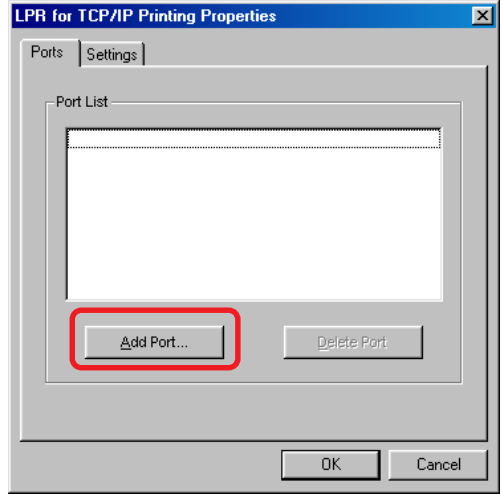 LPR for TCP/IP Printing Properties
Ports Settings
Port List
Add Port... Delete Port
OK Cancel